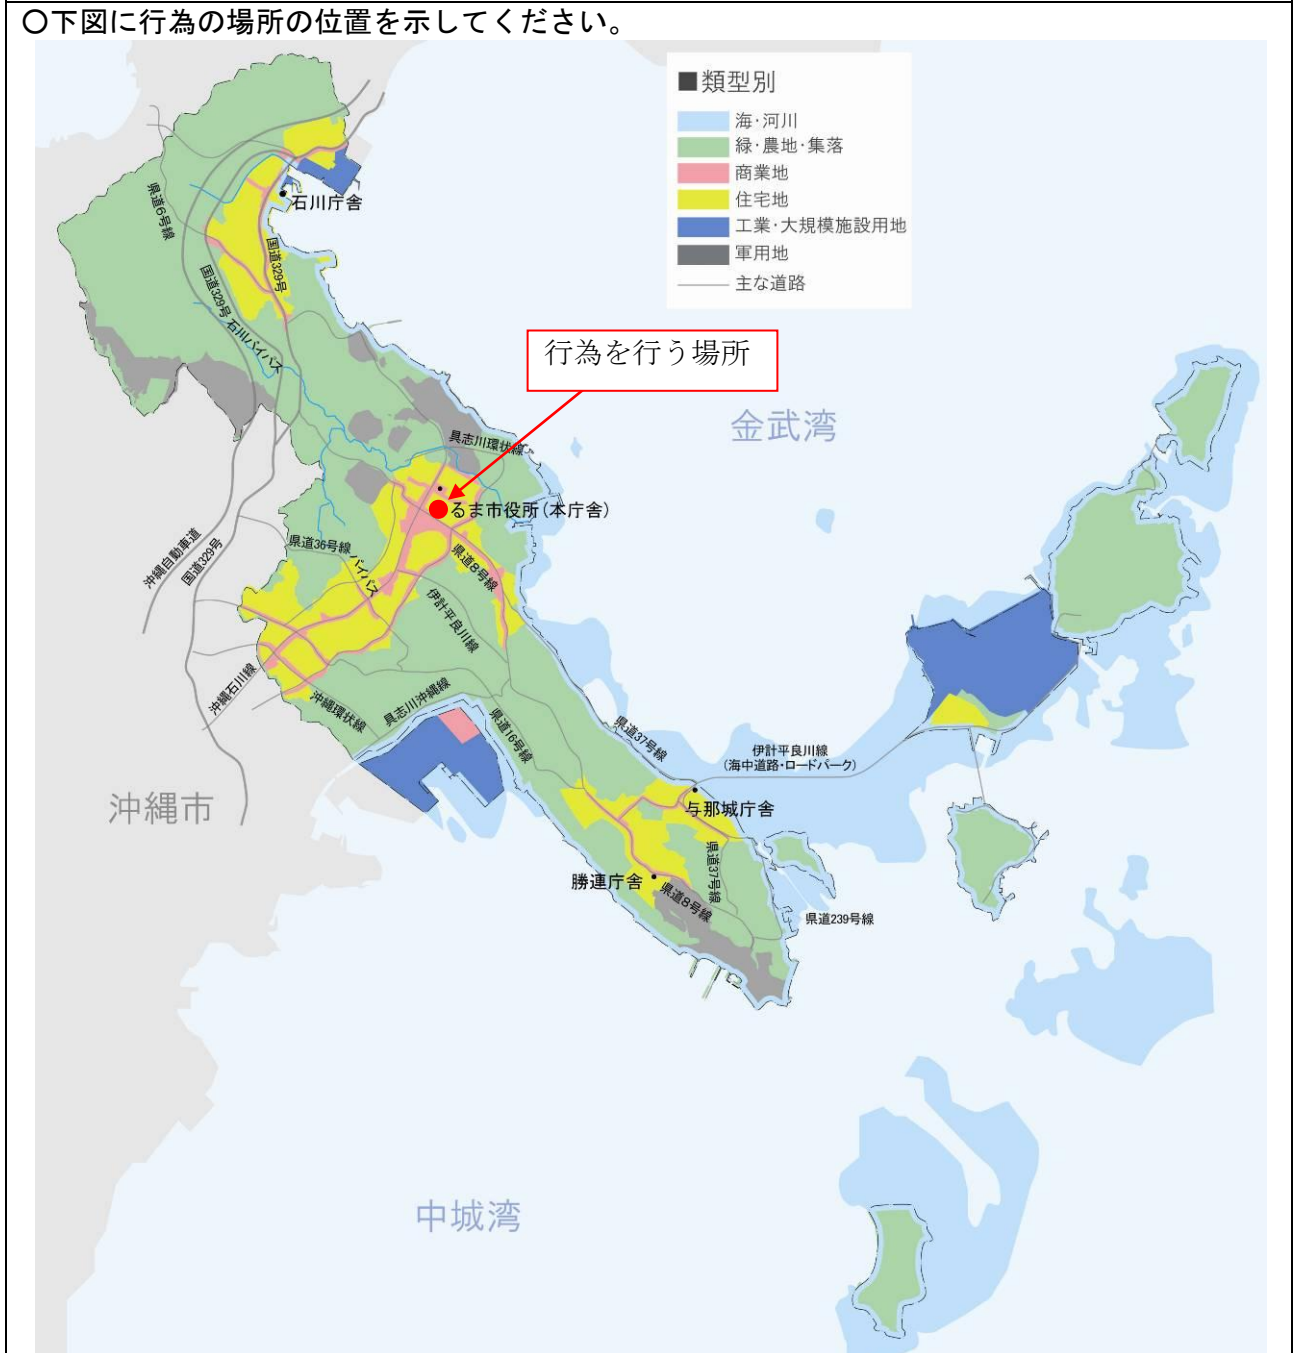 〇下図に行為の場所の位置を示してください。
■類型別
海・河川
緑・農地・集落
商業地
住宅地
工業・大規模施設用地
軍用地
主な道路
石川庁舎
県道6号線
国道329号
国道329号 石川バイパス
行為を行う場所
金武湾
具志川環状線
るま市役所(本庁舎)
沖縄自動車道
国道329号
県道36号線
バイパス
県道8号線
伊計平良川線
沖縄石川線
沖縄環状線
具志川沖縄線
県道16号線
県道37号線
伊計平良川線
(海中道路・ロードパーク)
沖縄市
与那城庁舎
勝連庁舎
県道37号線
県道8号線
県道239号線
中城湾